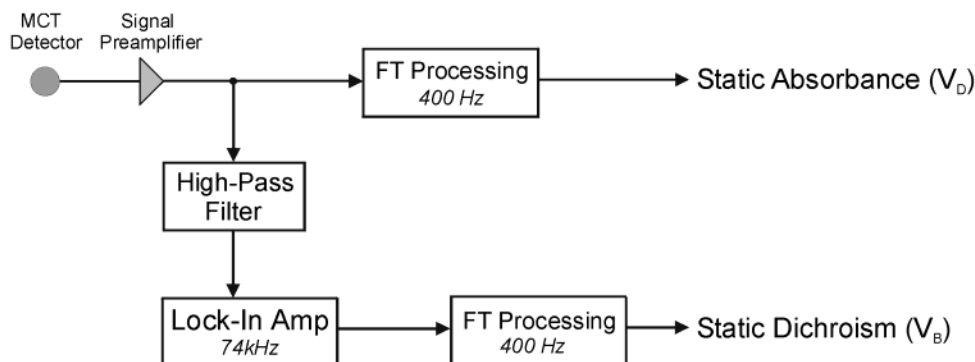 MCT
Detector
Signal
Preamplifier
FT Processing
400 Hz
Static Absorbance (V_D)
High-Pass
Filter
Lock-In Amp
74kHz
FT Processing
400 Hz
Static Dichroism (V_B)